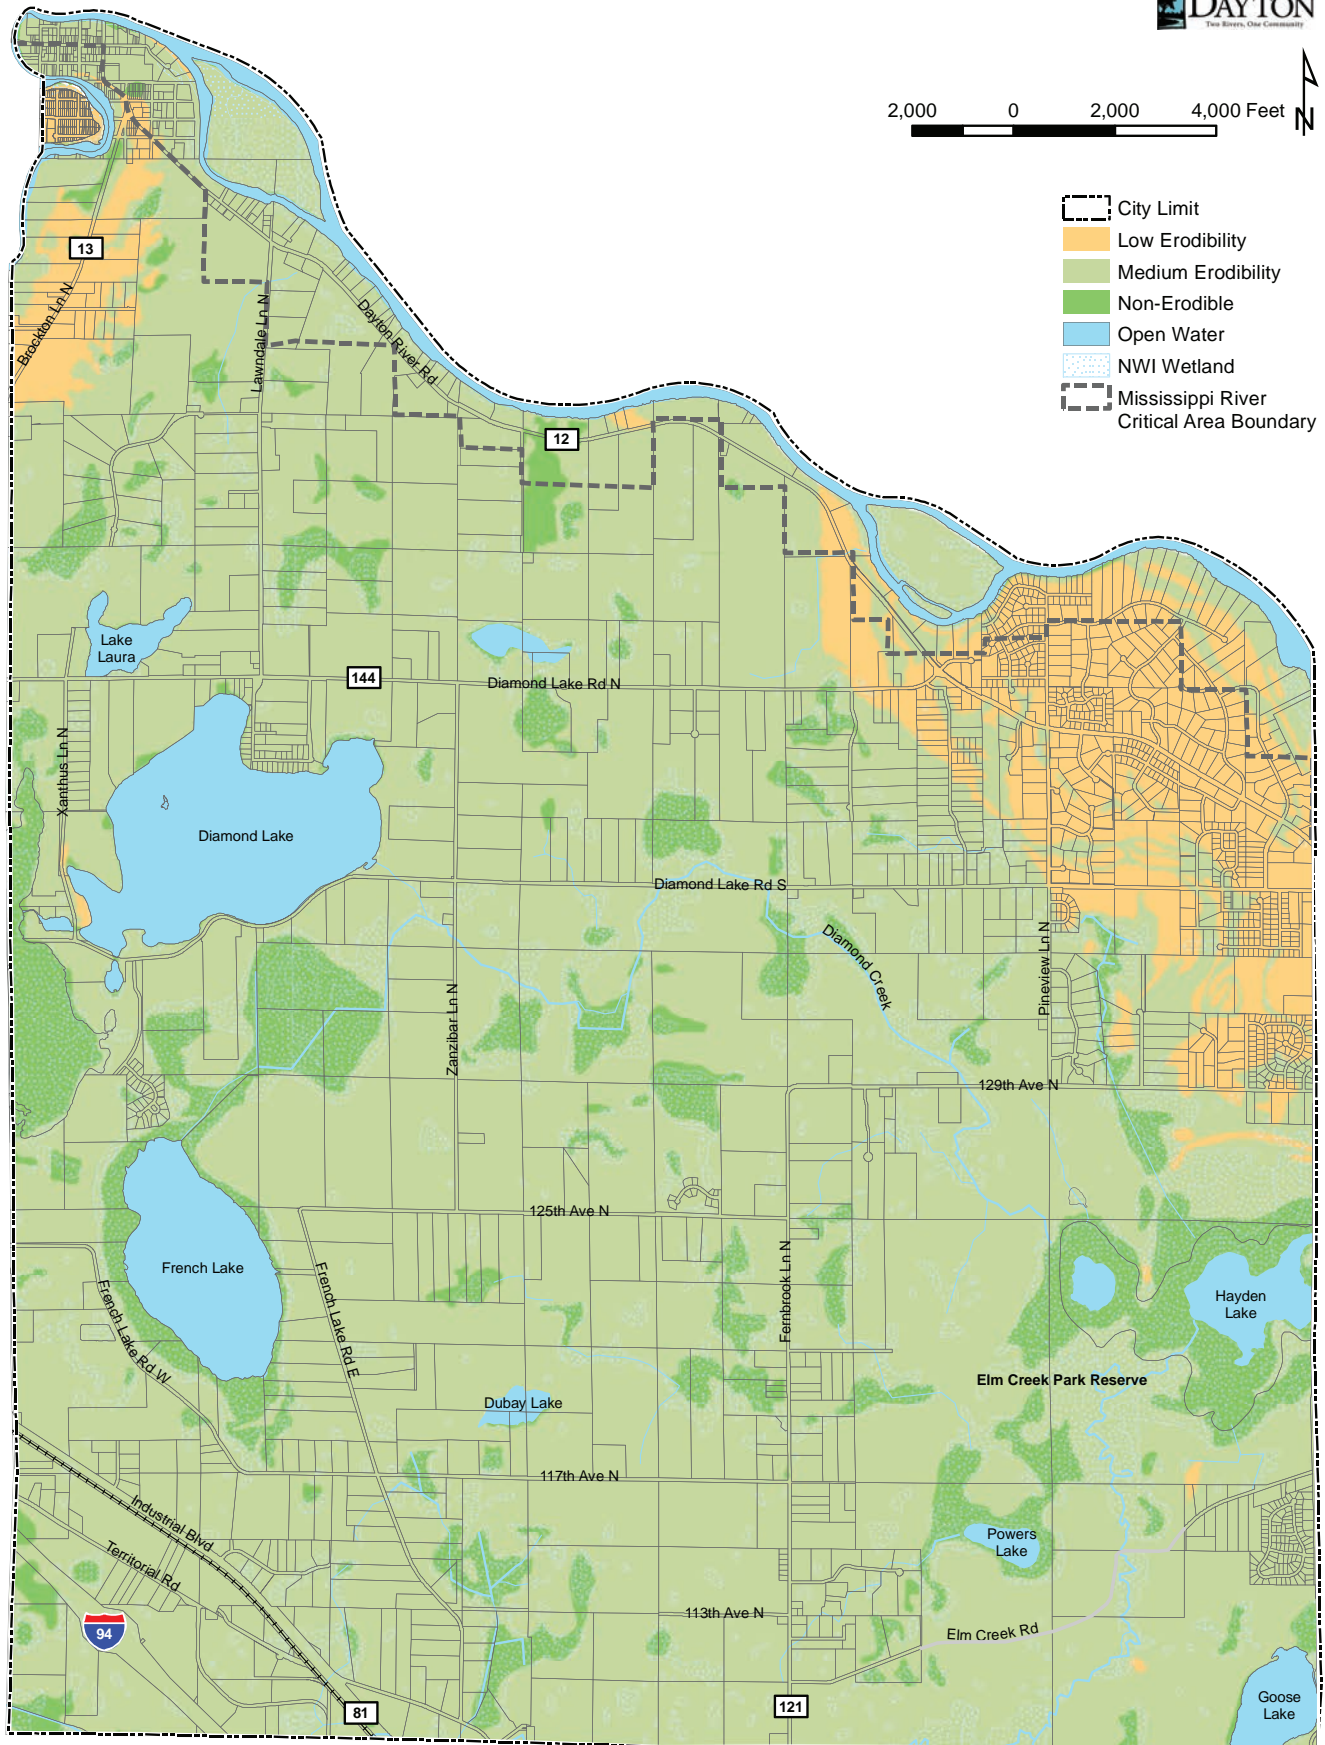 DAYTON
Two Rivers, One Community
2,000 0 2,000 4,000 Feet
N
City Limit
Low Erodibility
Medium Erodibility
Non-Erodible
Open Water
NWI Wetland
Mississippi River
Critical Area Boundary
13
Brockton Ln N
Lawndale Ln N
Dayton River Rd
12
Lake
Laura
144
Diamond Lake Rd N
Xanthus Ln N
Diamond Lake
Diamond Lake Rd S
Diamond Creek
Pineview Ln N
Zanzibar Ln N
129th Ave N
125th Ave N
French Lake
French Lake Rd W
French Lake Rd E
Fernbrook Ln N
Hayden
Lake
Elm Creek Park Reserve
Dubay Lake
117th Ave N
Industrial Blvd
Territorial Rd
Powers
Lake
113th Ave N
Elm Creek Rd
94
81
121
Goose
Lake